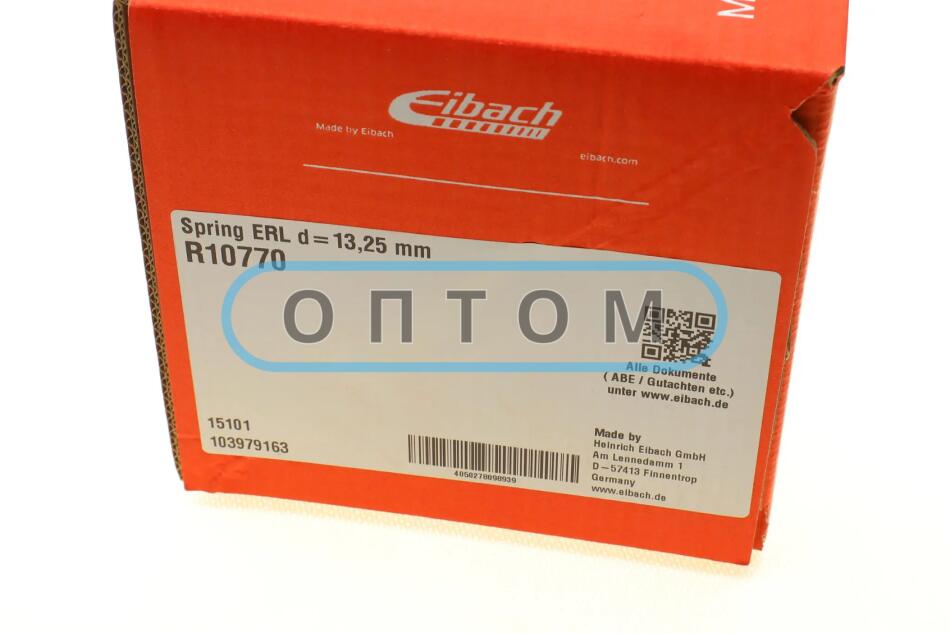 M
Eibach
Made by Eibach
eibach.com
Spring ERL d=13,25 mm
R10770
ОПТОМ
Alle Dokumente
( ABE / Gutachten etc.)
unter www.eibach.de
15101
103979163
4050278098939
Made by
Heinrich Eibach GmbH
Am Lennedamm 1
D-57413 Finnentrop
Germany
www.eibach.de